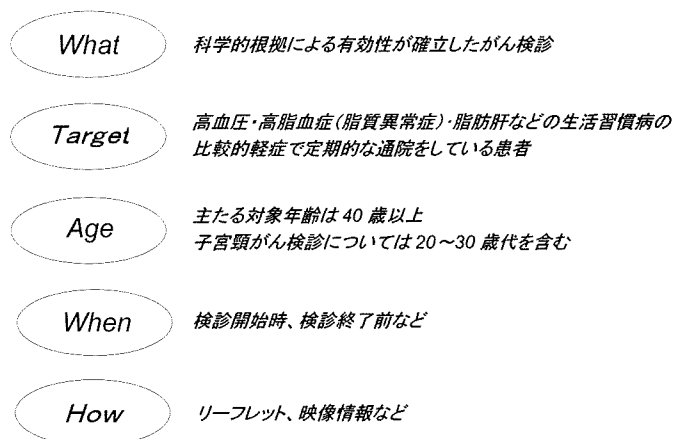 What
科学的根拠による有効性が確立したがん検診
Target
高血圧・高脂血症(脂質異常症)・脂肪肝などの生活習慣病の
比較的軽症で定期的な通院をしている患者
Age
主たる対象年齢は 40 歳以上
子宮頸がん検診については 20～30 歳代を含む
When
検診開始時、検診終了前など
How
リーフレット、映像情報など